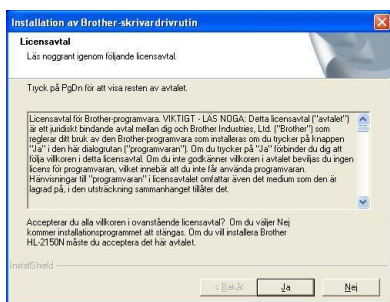 Installation av Brother-skrivardrivrutin
Licensavtal
Läs noggrant igenom följande licensavtal.
Tryck på PgDn för att visa resten av avtalet.
Licensavtal för Brother-programvara. VIKTIGT - LÄS NOGA: Detta licensavtal ("avtalet")
är ett juridiskt bindande avtal mellan dig och Brother Industries, Ltd. ("Brother") som
reglerar ditt bruk av den Brother-programvara som installeras om du trycker på knappen
"Ja" i den här dialogrutan ("programvaran"). Om du trycker på "Ja" förbinder du dig att
följa villkoren i detta licensavtal. Om du inte godkänner villkoren i avtalet beviljas du ingen
licens för programvaran, vilket innebär att du inte får använda programvaran.
Hänvisningar till "programvaran" i licensavtalet omfattar även det medium som den är
lagrad på, i den utsträckning sammanhanget tillåter det.
Accepterar du alla villkoren i ovanstående licensavtal? Om du väljer Nej
kommer installationsprogrammet att stängas. Om du vill installera Brother
HL-2150N måste du acceptera det här avtalet.
InstallShield
< Bakåt Ja Nej